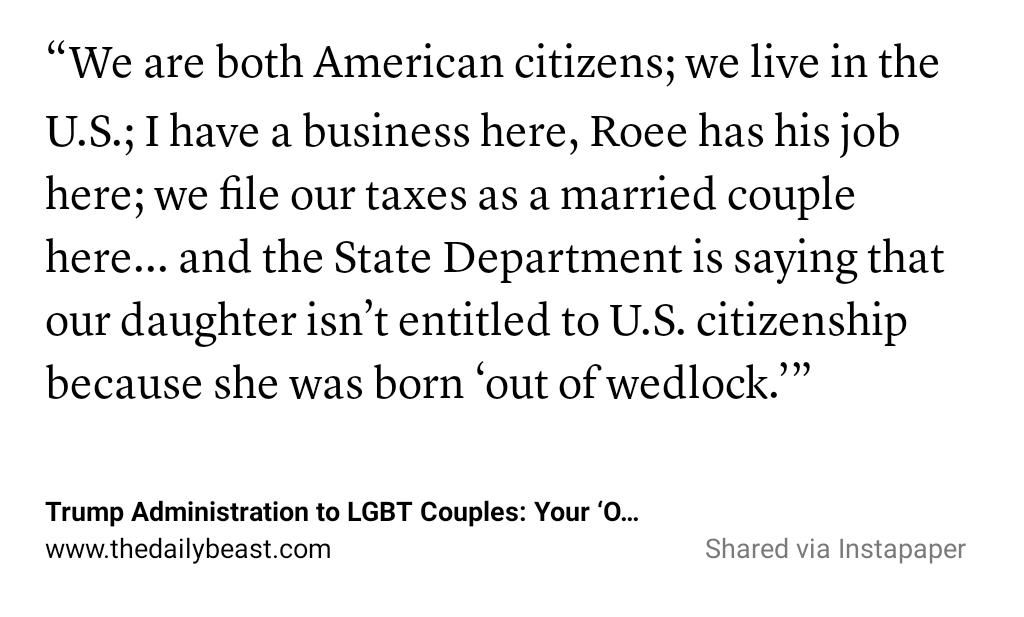 “We are both American citizens; we live in the
U.S.; I have a business here, Roee has his job
here; we file our taxes as a married couple
here... and the State Department is saying that
our daughter isn’t entitled to U.S. citizenship
because she was born ‘out of wedlock.’”
Trump Administration to LGBT Couples: Your ‘O…
www.thedailybeast.com
Shared via Instapaper